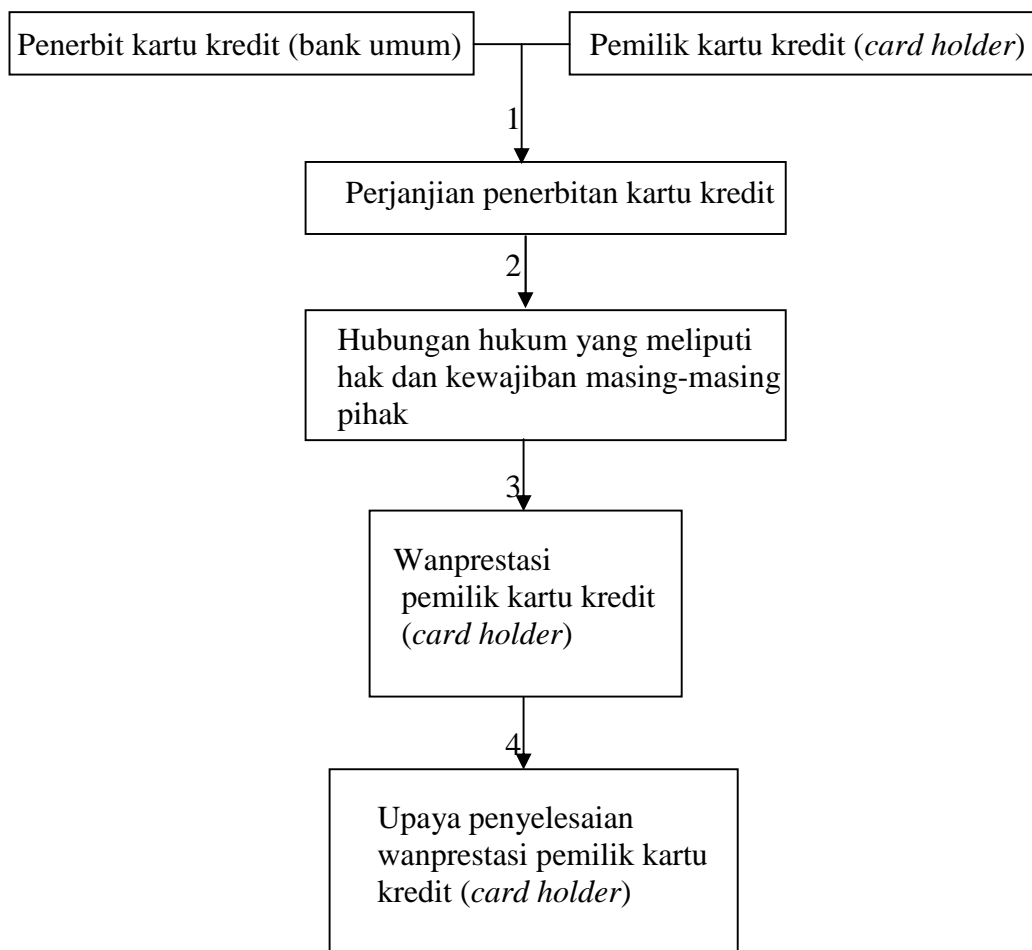 Penerbit kartu kredit (bank umum)
Pemilik kartu kredit (card holder)
1
Perjanjian penerbitan kartu kredit
2
Hubungan hukum yang meliputi
hak dan kewajiban masing-masing
pihak
3
Wanprestasi
pemilik kartu kredit
(card holder)
4
Upaya penyelesaian
wanprestasi pemilik kartu
kredit (card holder)